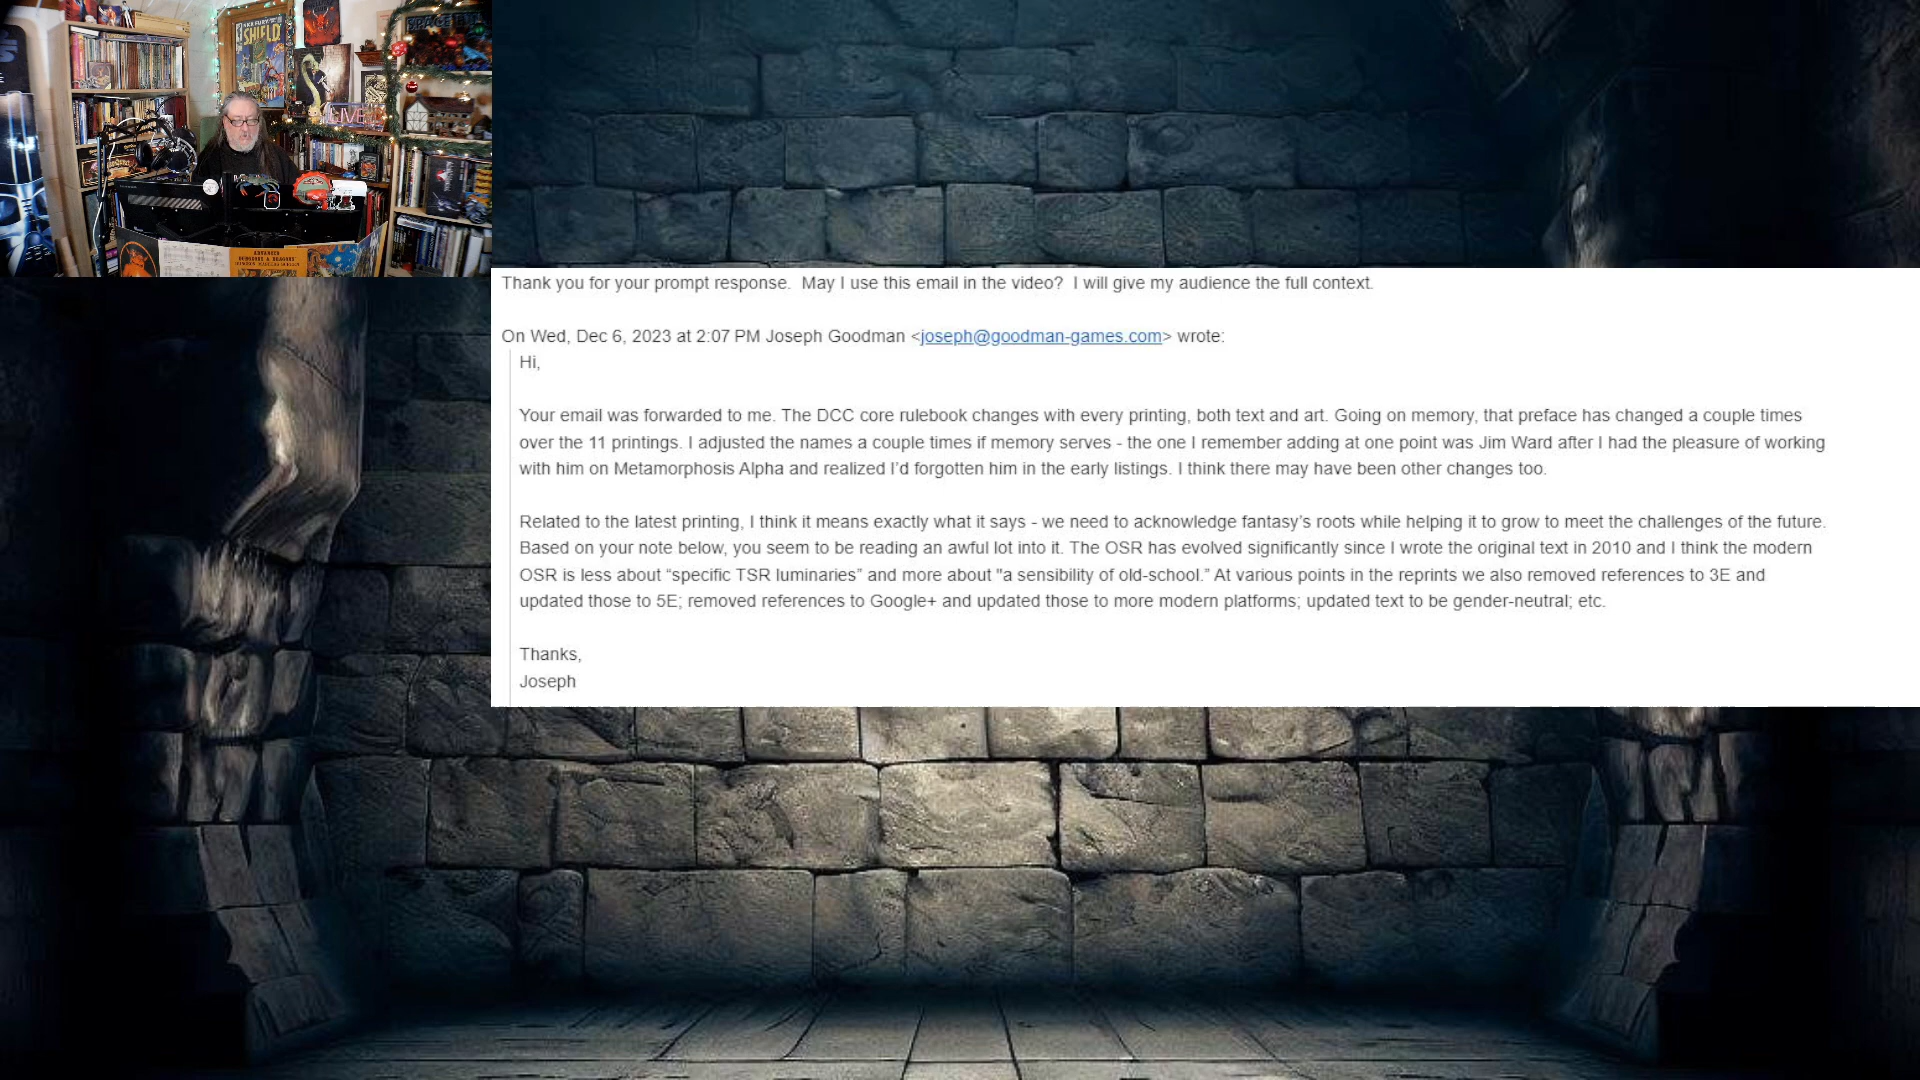 SHIELD
LIVE
ADVANCED
DUNGEONS & DRAGONS
Thank you for your prompt response.  May I use this email in the video?  I will give my audience the full context.
On Wed, Dec 6, 2023 at 2:07 PM Joseph Goodman <joseph@goodman-games.com> wrote:
Hi,
Your email was forwarded to me. The DCC core rulebook changes with every printing, both text and art. Going on memory, that preface has changed a couple times
over the 11 printings. I adjusted the names a couple times if memory serves - the one I remember adding at one point was Jim Ward after I had the pleasure of working
with him on Metamorphosis Alpha and realized I'd forgotten him in the early listings. I think there may have been other changes too.
Related to the latest printing, I think it means exactly what it says - we need to acknowledge fantasy's roots while helping it to grow to meet the challenges of the future.
Based on your note below, you seem to be reading an awful lot into it. The OSR has evolved significantly since I wrote the original text in 2010 and I think the modern
OSR is less about “specific TSR luminaries” and more about "a sensibility of old-school.” At various points in the reprints we also removed references to 3E and
updated those to 5E; removed references to Google+ and updated those to more modern platforms; updated text to be gender-neutral; etc.
Thanks,
Joseph